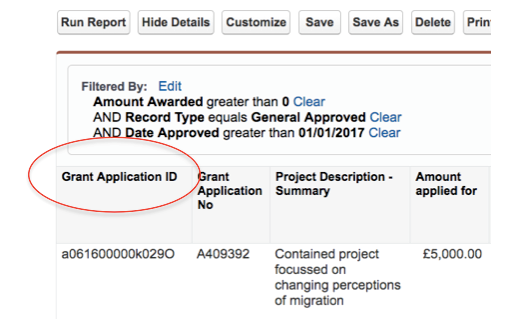 Run Report Hide Details Customize Save Save As Delete
Filtered By: Edit
Amount Awarded greater than 0 Clear
AND Record Type equals General Approved Clear
AND Date Approved greater than 01/01/2017 Clear
Grant Application ID
Grant
Application
No
Project Description -
Summary
Amount
applied for
a061600000k029O
A409392
Contained project
focussed on
changing perceptions
of migration
£5,000.00